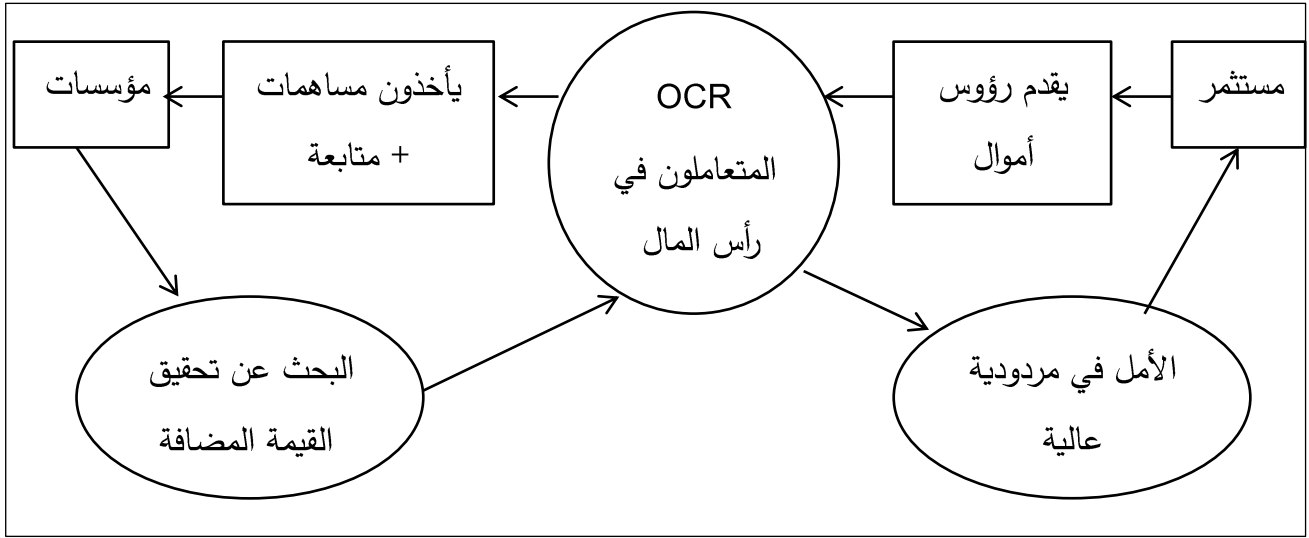 مستثمر
يقدم رؤوس
أموال
OCR
المتعاملون في
رأس المال
يأخذون مساهمات
+ متابعة
مؤسسات
الأمل في مردودية
عالية
البحث عن تحقيق
القيمة المضافة